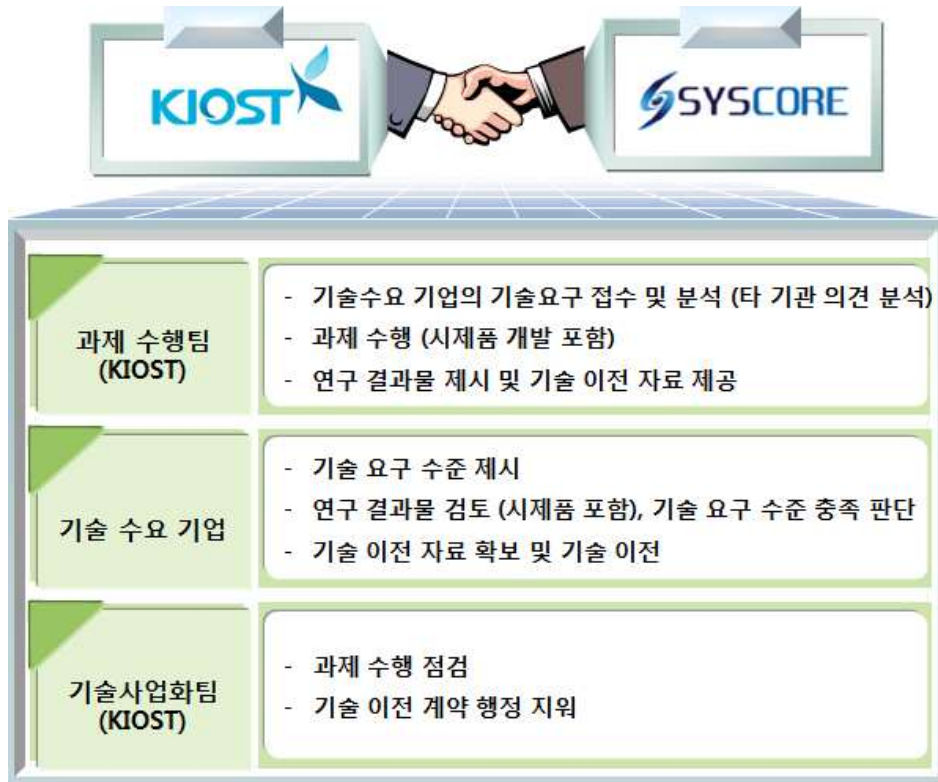 KIOST
SYSCORE
과제 수행팀
(KIOST)
- 기술수요 기업의 기술요구 접수 및 분석 (타 기관 의견 분석)
- 과제 수행 (시제품 개발 포함)
- 연구 결과물 제시 및 기술 이전 자료 제공
기술 수요 기업
- 기술 요구 수준 제시
- 연구 결과물 검토 (시제품 포함), 기술 요구 수준 충족 판단
- 기술 이전 자료 확보 및 기술 이전
기술사업화팀
(KIOST)
- 과제 수행 점검
- 기술 이전 계약 행정 지워